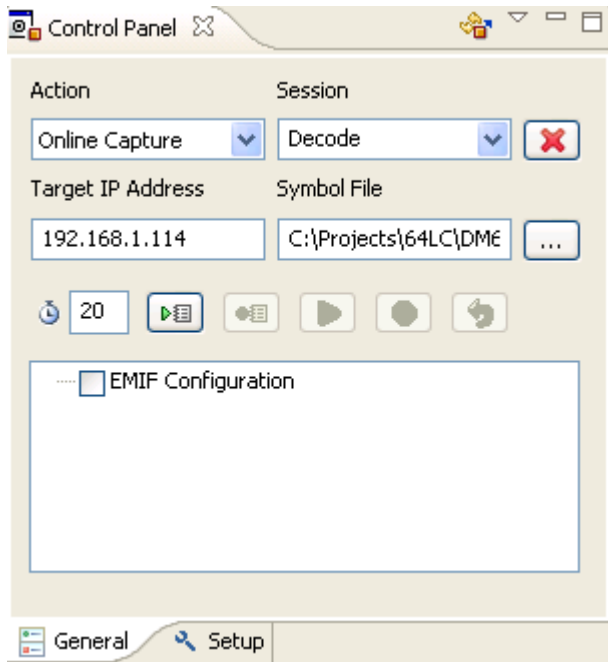 Control Panel
Action Session
Online Capture Decode
Target IP Address Symbol File
192.168.1.114 C:\Projects\64LC\DM6 ...
20
EMIF Configuration
General Setup